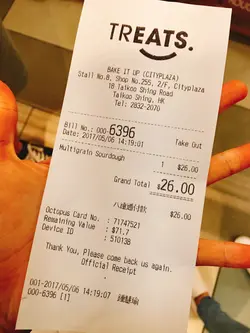 TREATS.
BAKE IT UP (CITYPLAZA)
Stall No.8, Shop No.255, 2/F, Cityplaza
18 Taikoo Shing Road
Taikoo Shing, HK
Tel: 2832-2070
Bill No.: 000-6396
Date: 2017/05/06 14:19:01 Take Out
Multigrain Sourdough 1 $26.00
Grand Total $26.00
八達通付款 $26.00
Octopus Card No. : 71747521
Remaining Value : $71.7
Device ID : 510138
Thank You, Please come back us again.
Official Receipt
001-2017/05/06 14:19:07
000-6396 [1]